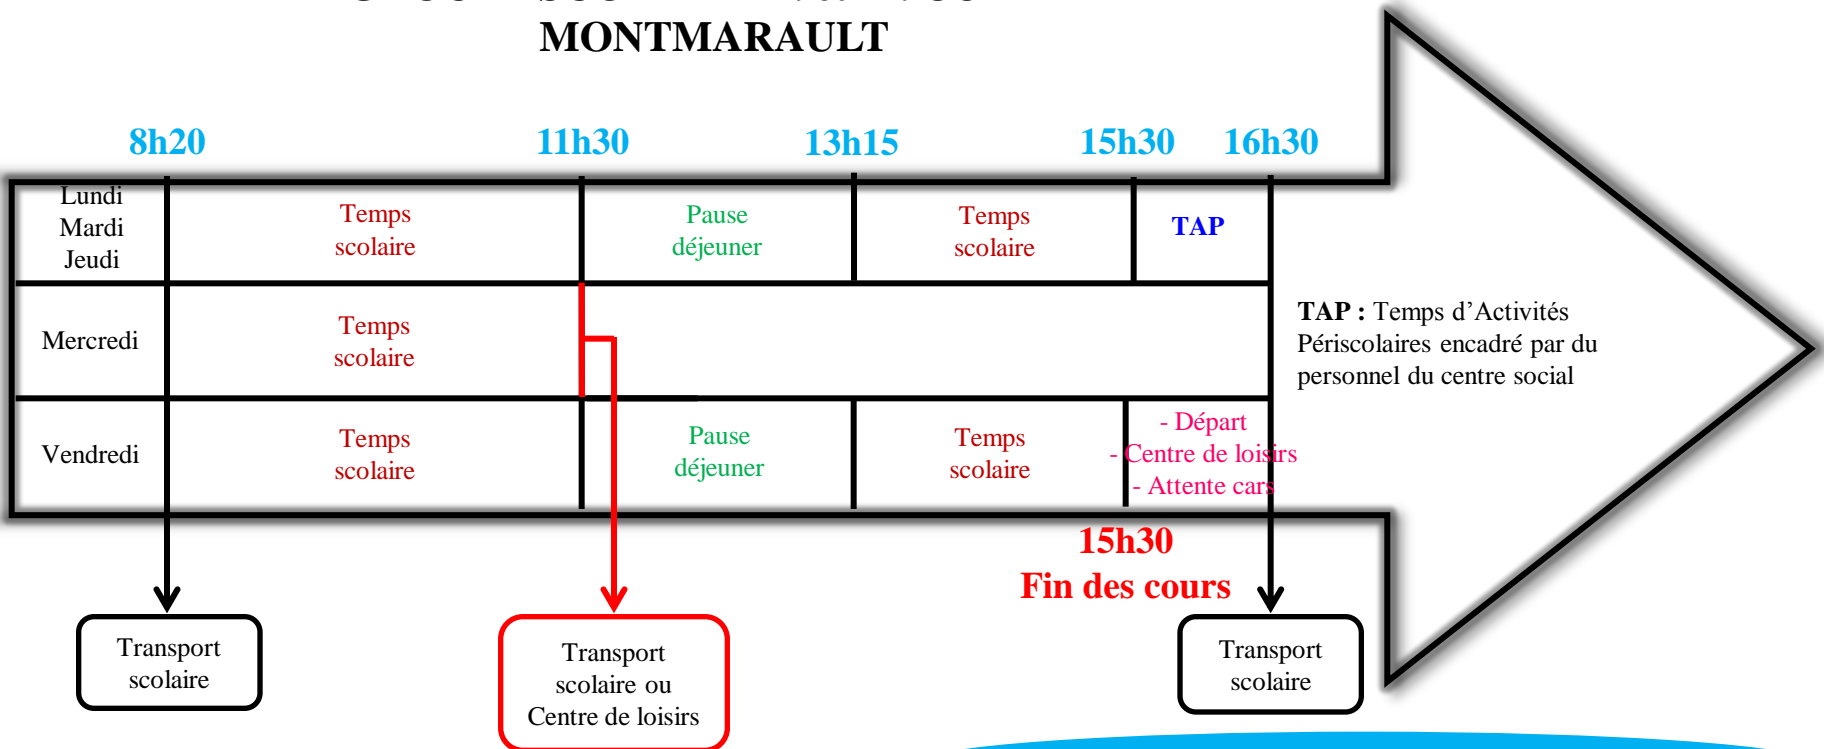 MONTMARAULT
8h20
11h30
13h15
15h30
16h30
Lundi
Mardi
Jeudi
Temps
scolaire
Pause
déjeuner
Temps
scolaire
TAP
Mercredi
Temps
scolaire
TAP : Temps d’Activités
Périscolaires encadré par du
personnel du centre social
Vendredi
Temps
scolaire
Pause
déjeuner
Temps
scolaire
- Départ
- Centre de loisirs
- Attente cars
15h30
Fin des cours
Transport
scolaire
Transport
scolaire ou
Centre de loisirs
Transport
scolaire